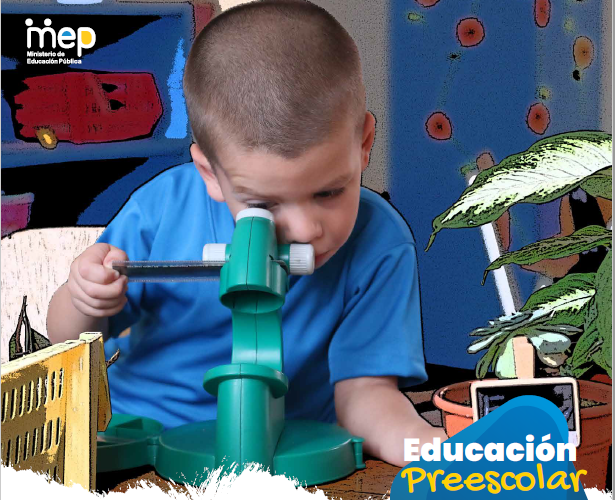 mep
Ministerio de
Educación Pública
Educación
Preescolar